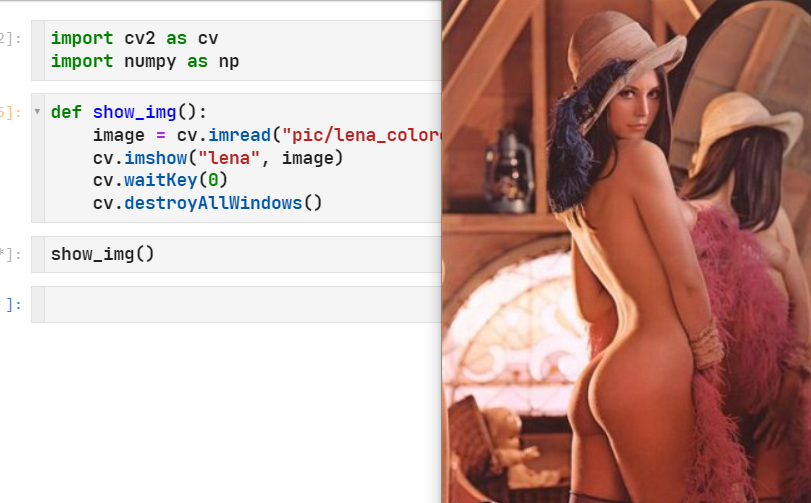 2]:
import cv2 as cv
import numpy as np
5]:
def show_img():
image = cv.imread("pic/lena_colore
cv.imshow("lena", image)
cv.waitKey(0)
cv.destroyAllWindows()
*]:
show_img()
]: